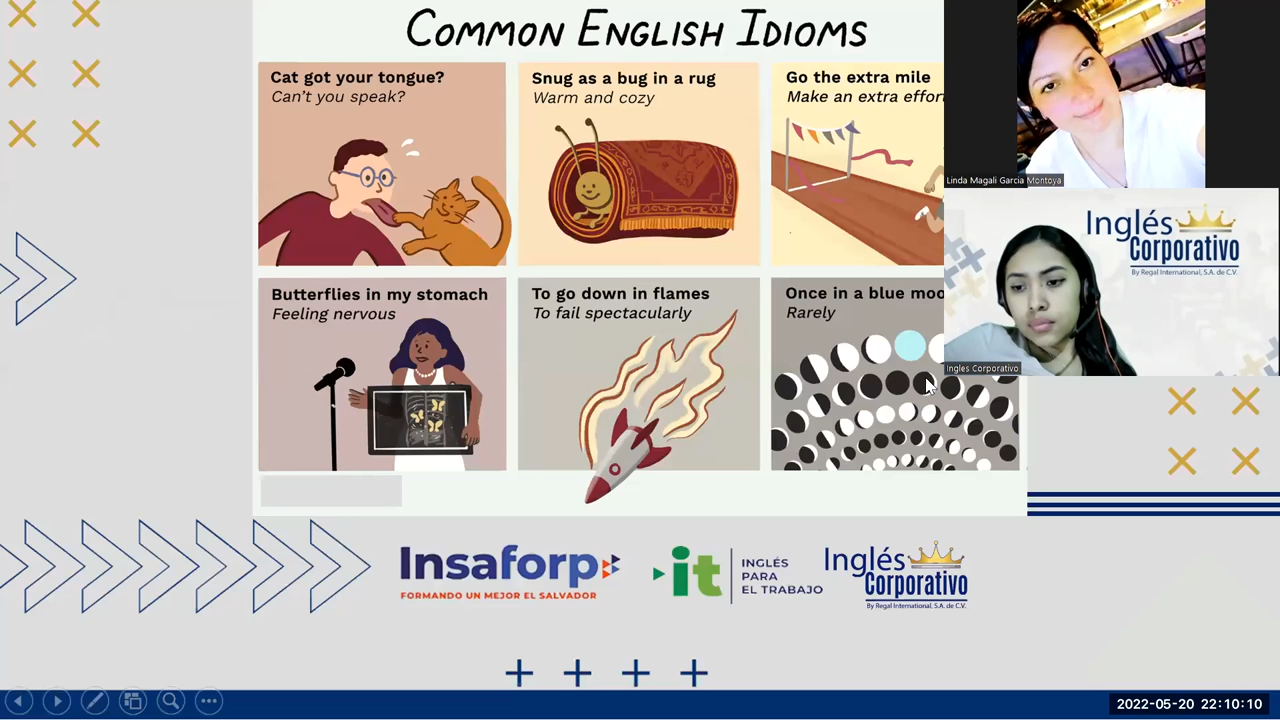 COMMON ENGLISH IDIOMS
Cat got your tongue?
Can't you speak?
Snug as a bug in a rug
Warm and cozy
Go the extra mile
Make an extra effor
Butterflies in my stomach
Feeling nervous
To go down in flames
To fail spectacularly
Once in a blue moo
Rarely
Linda Magali Garcia Montoya
Inglés
Corporativo
By Regal International, S.A. de C.V.
Ingles Corporativo
Insaforp
FORMANDO UN MEJOR EL SALVADOR
it
INGLÉS
PARA
EL TRABAJO
Inglés
Corporativo
By Regal International, S.A. de C.V.
2022-05-20 22:10:10